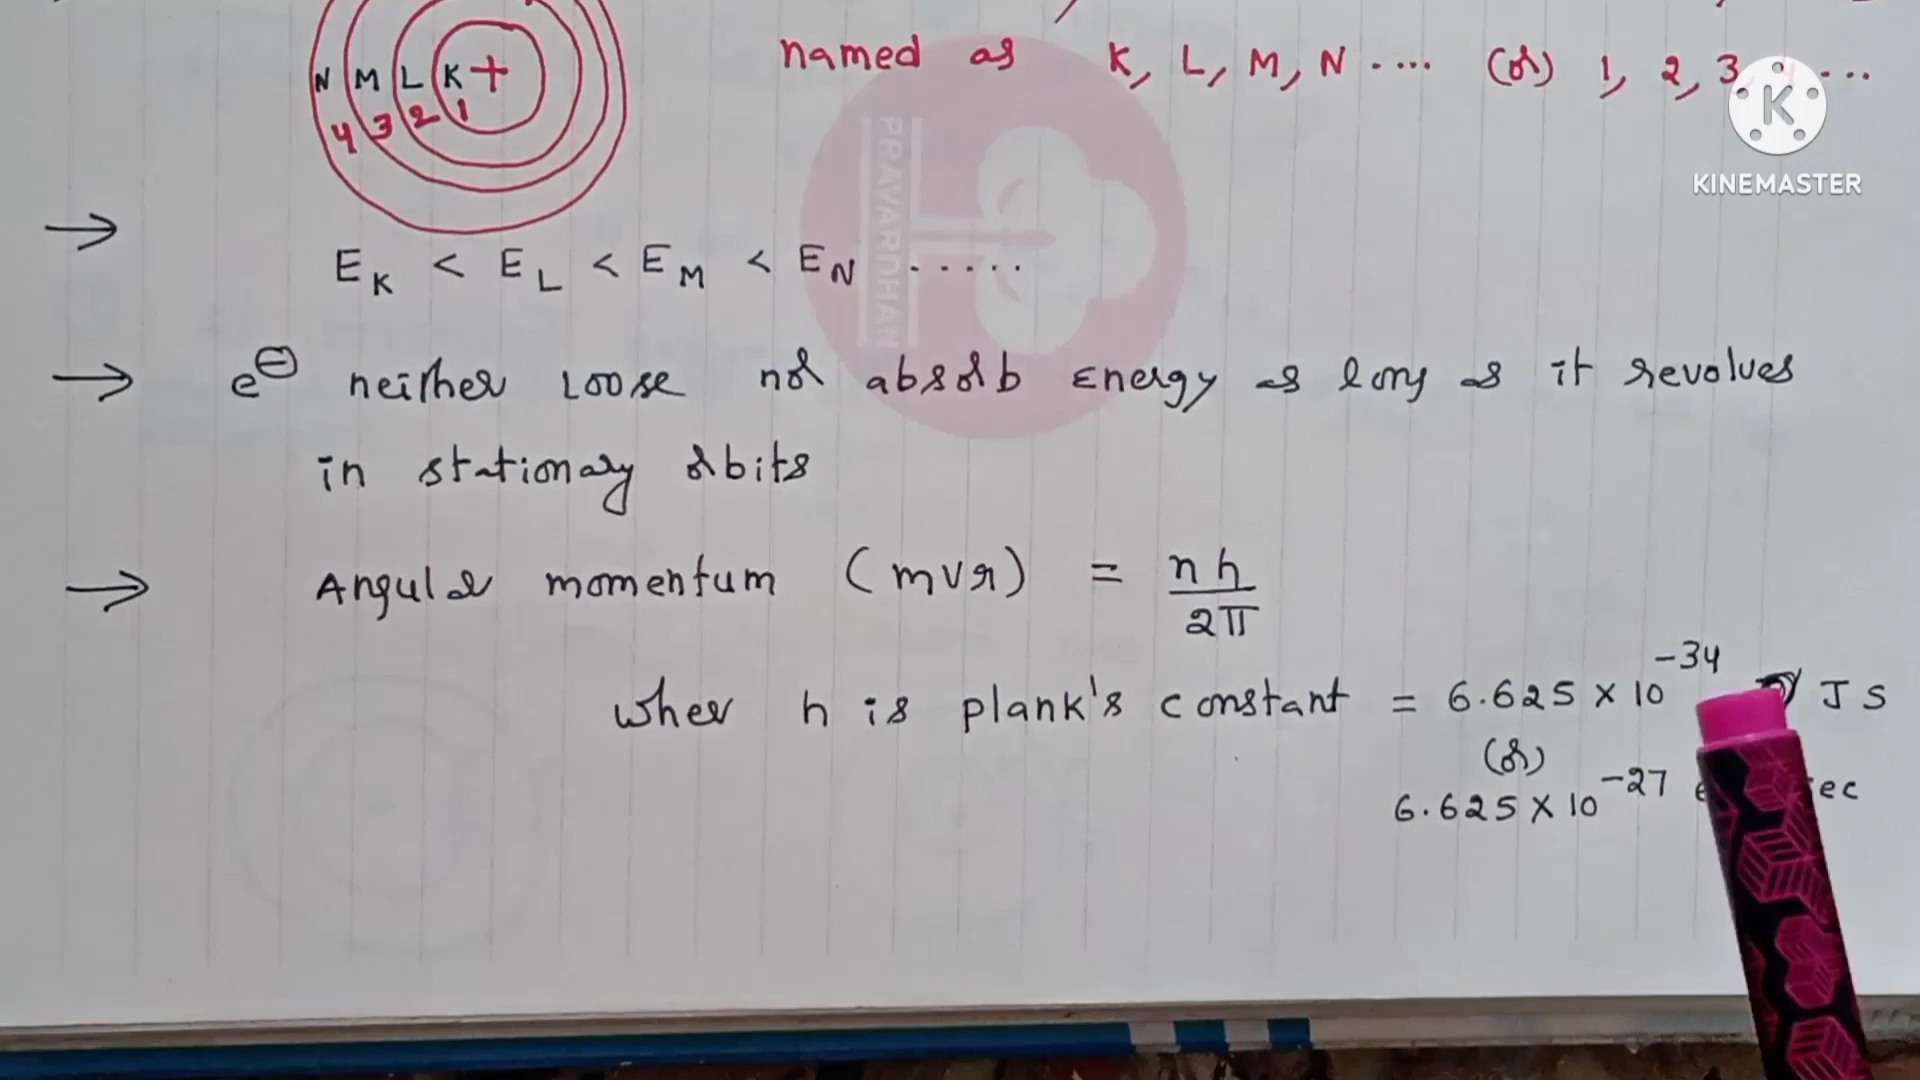 named as K, L, M, N .... (or) 1, 2, 3, 4 ...
N M L K +
4 3 2 1
KINEMASTER
PRAVARDHAN
E_K < E_L < E_M < E_N .....
→ e⊖ neither loose nor absorb energy as long as it revolves
in stationary orbits
→ Angular momentum (mvr) = nh/2π
wher h is plank's constant = 6.625 × 10^-34 JS
(or)
6.625 × 10^-27